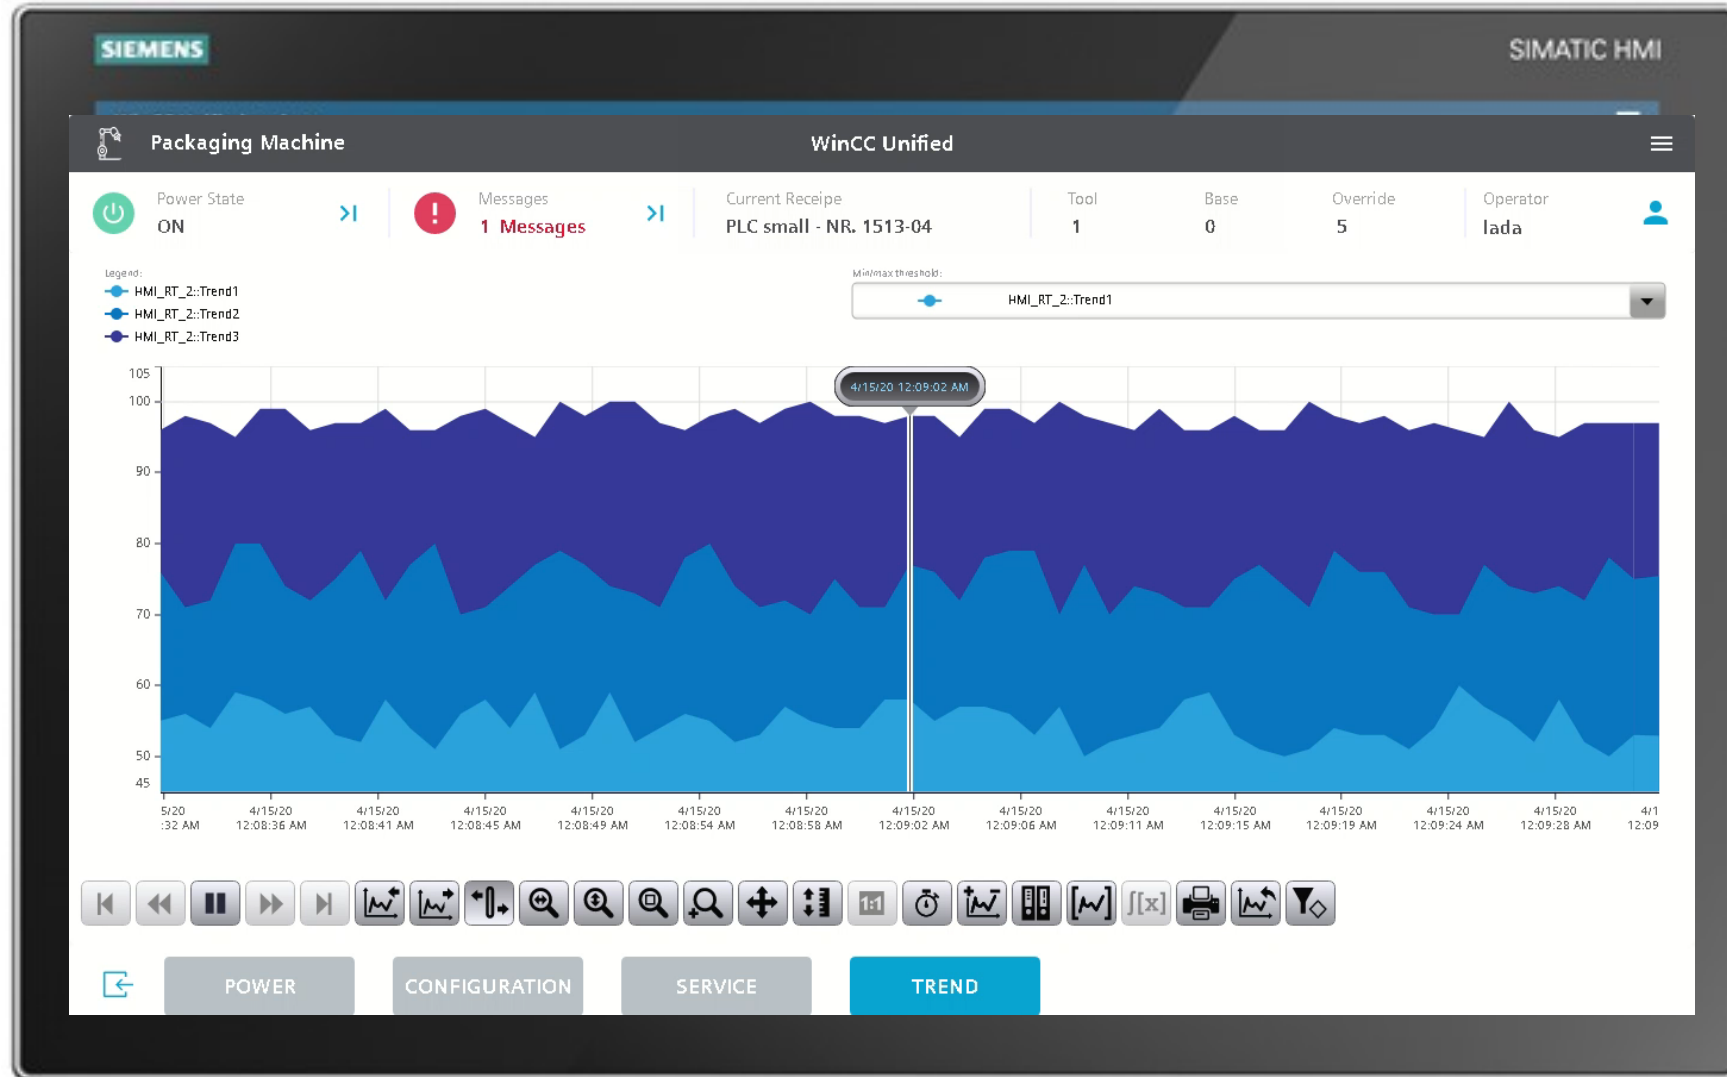 SIEMENS
SIMATIC HMI
Packaging Machine
WinCC Unified
Power State
ON
Messages
1 Messages
Current Receipe
PLC small - NR. 1513-04
Tool
1
Base
0
Override
5
Operator
lada
Legend:
HMI_RT_2::Trend1
HMI_RT_2::Trend2
HMI_RT_2::Trend3
Min/max threshold:
HMI_RT_2::Trend1
4/15/20 12:09:02 AM
105
100
90
80
70
60
50
45
5/20
:32 AM
4/15/20
12:08:36 AM
4/15/20
12:08:41 AM
4/15/20
12:08:45 AM
4/15/20
12:08:49 AM
4/15/20
12:08:54 AM
4/15/20
12:08:58 AM
4/15/20
12:09:02 AM
4/15/20
12:09:06 AM
4/15/20
12:09:11 AM
4/15/20
12:09:15 AM
4/15/20
12:09:19 AM
4/15/20
12:09:24 AM
4/15/20
12:09:28 AM
4/1
12:09
1:1
∫[x]
POWER
CONFIGURATION
SERVICE
TREND